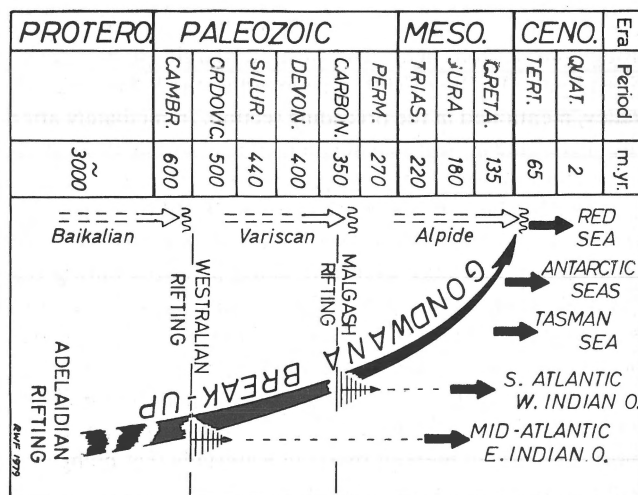 PROTERO. PALEOZOIC MESO. CENO. Era
CAMBR. ORDOVIC. SILUR. DEVON. CARBON. PERM. TRIAS. JURA. CRETA. TERT. QUAT. Period
~3000 600 500 440 400 350 270 220 180 135 65 2 m.yr.
Baikalian Variscan Alpide
RED
SEA
ANTARCTIC
SEAS
TASMAN
SEA
S. ATLANTIC
W. INDIAN O.
MID-ATLANTIC
E. INDIAN.O.
WESTRALIAN
RIFTING
MALGASH
RIFTING
ADELAIDIAN
RIFTING
GONDWANA BREAK-UP
RWF 1979